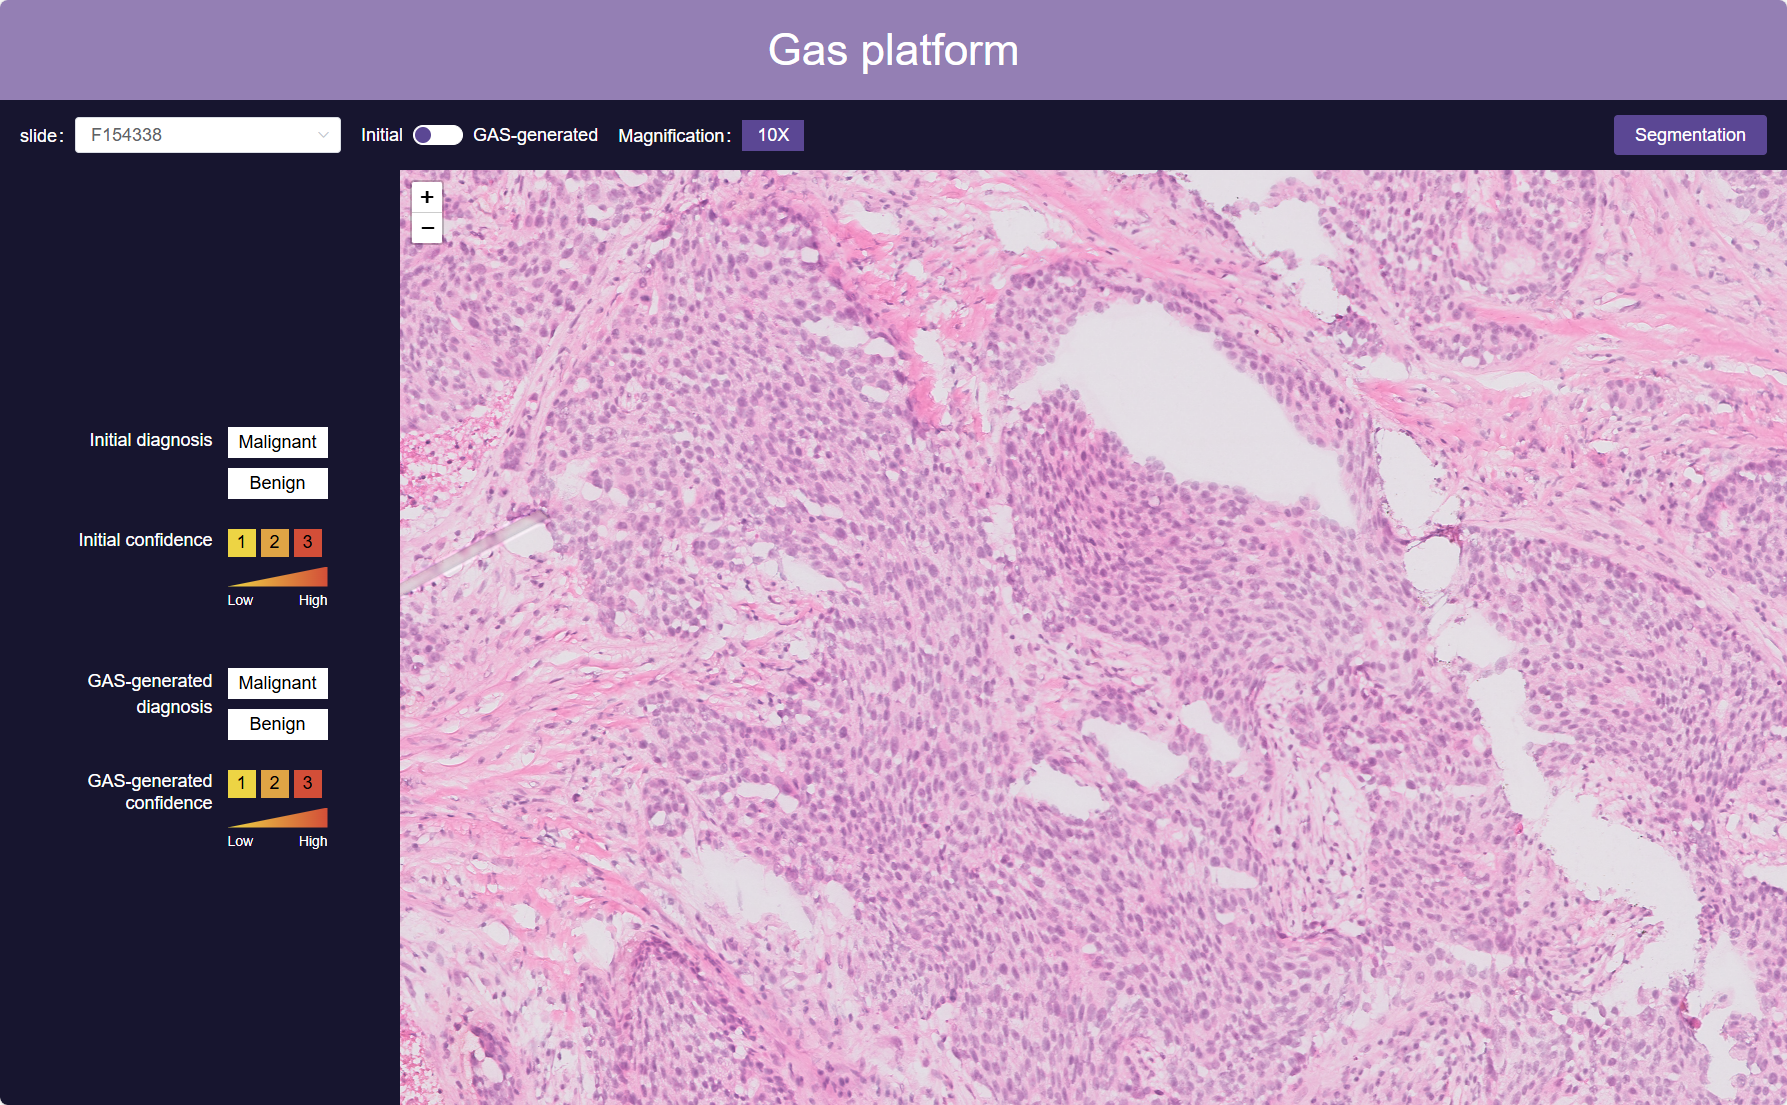 Gas platform
slide: F154338 Initial GAS-generated Magnification: 10X Segmentation
+
−
Initial diagnosis Malignant
Benign
Initial confidence 1 2 3
Low High
GAS-generated diagnosis Malignant
Benign
GAS-generated confidence 1 2 3
Low High